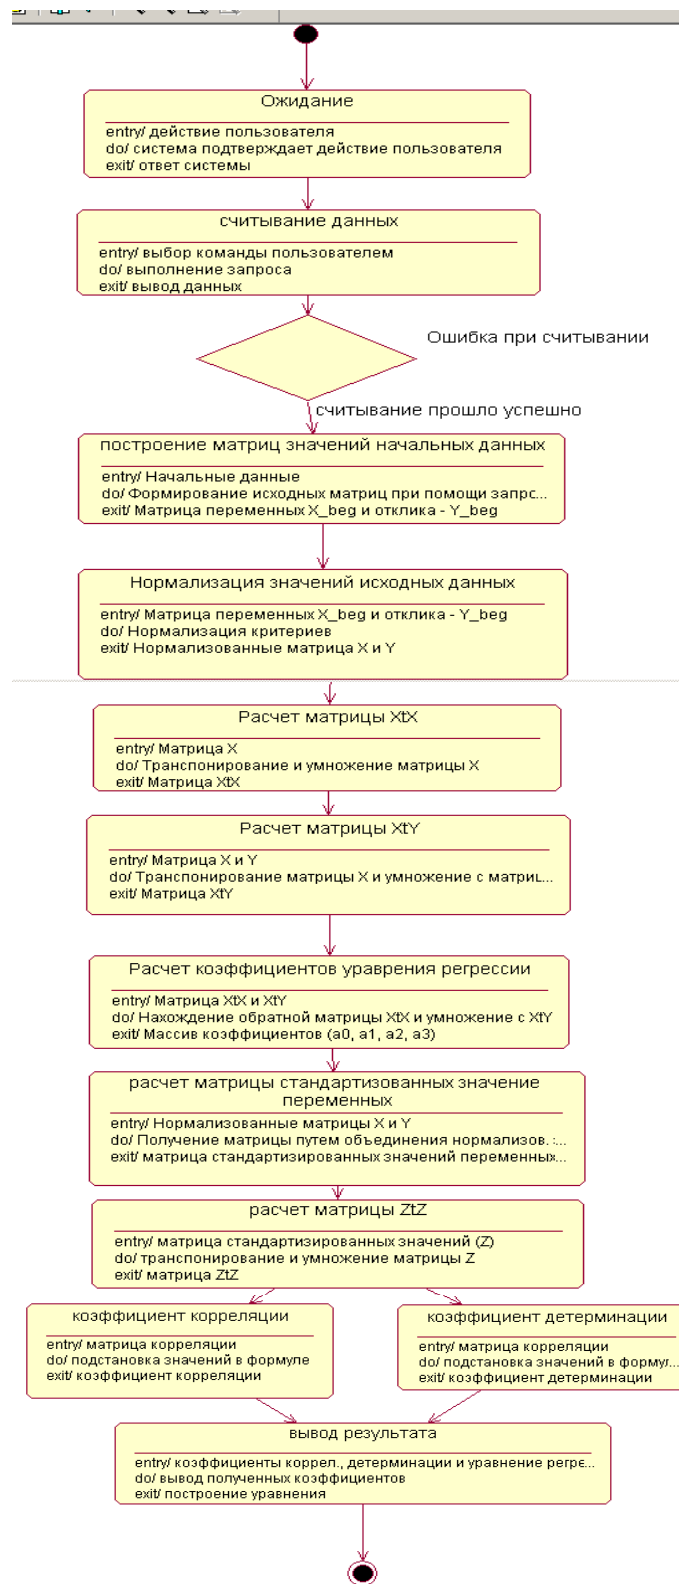 Ожидание
entry/ действие пользователя
do/ система подтверждает действие пользователя
exit/ ответ системы
считывание данных
entry/ выбор команды пользователем
do/ выполнение запроса
exit/ вывод данных
Ошибка при считывании
считывание прошло успешно
построение матриц значений начальных данных
entry/ Начальные данные
do/ Формирование исходных матриц при помощи запрс...
exit/ Матрица переменных X_beg и отклика - Y_beg
Нормализация значений исходных данных
entry/ Матрица переменных X_beg и отклика - Y_beg
do/ Нормализация критериев
exit/ Нормализованные матрица X и Y
Расчет матрицы XtX
entry/ Матрица X
do/ Транспонирование и умножение матрицы X
exit/ Матрица XtX
Расчет матрицы XtY
entry/ Матрица X и Y
do/ Транспонирование матрицы X и умножение с матриц...
exit/ Матрица XtY
Расчет коэффициентов ураврения регрессии
entry/ Матрица XtX и XtY
do/ Нахождение обратной матрицы XtX и умножение с XtY
exit/ Массив коэффициентов (a0, a1, a2, a3)
расчет матрицы стандартизованных значение
переменных
entry/ Нормализованные матрицы X и Y
do/ Получение матрицы путем объединения нормализов. :...
exit/ матрица стандартизированных значений переменных...
расчет матрицы ZtZ
entry/ матрица стандартизированных значений (Z)
do/ транспонирование и умножение матрицы Z
exit/ матрица ZtZ
коэффициент корреляции
entry/ матрица корреляции
do/ подстановка значений в формуле
exit/ коэффициент корреляции
коэффициент детерминации
entry/ матрица корреляции
do/ подстановка значений в формул...
exit/ коэффициент детерминации
вывод результата
entry/ коэффициенты коррел., детерминации и уравнение регре...
do/ вывод полученных коэффициентов
exit/ построение уравнения